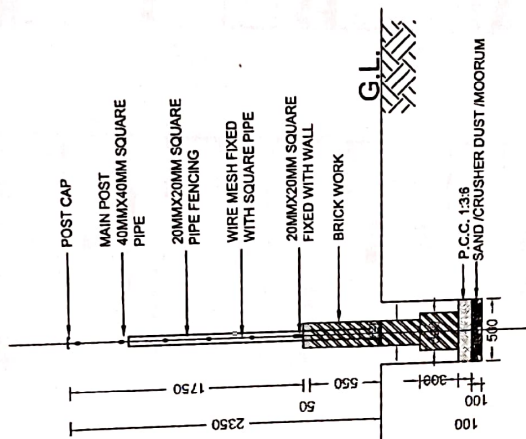 POST CAP
MAIN POST
40MMX40MM SQUARE
PIPE
20MMX20MM SQUARE
PIPE FENCING
WIRE MESH FIXED
WITH SQUARE PIPE
20MMX20MM SQUARE
FIXED WITH WALL
BRICK WORK
G.L.
P.C.C. 1:3:6
SAND /CRUSHER DUST /MOORUM
2350
1750
50
550
300
100
100
500